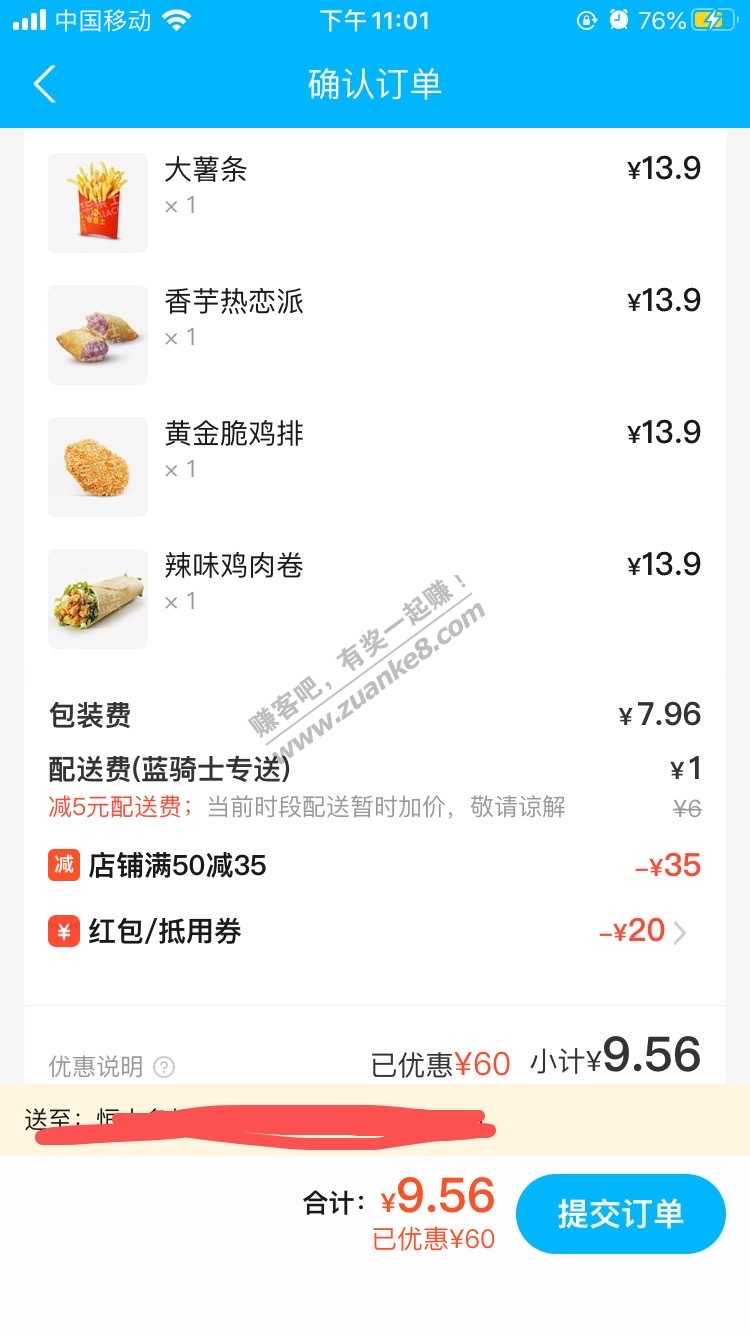 中国移动 下午11:01 76%
确认订单
大薯条 ¥13.9
× 1
香芋热恋派 ¥13.9
× 1
黄金脆鸡排 ¥13.9
× 1
辣味鸡肉卷 ¥13.9
× 1
赚客吧，有奖一起赚！
www.zuanke8.com
包装费 ¥7.96
配送费(蓝骑士专送) ¥1
减5元配送费；当前时段配送暂时加价，敬请谅解 ¥6
减 店铺满50减35 -¥35
¥ 红包/抵用券 -¥20
优惠说明 ? 已优惠¥60 小计¥9.56
送至：恒大
合计：¥9.56 提交订单
已优惠¥60